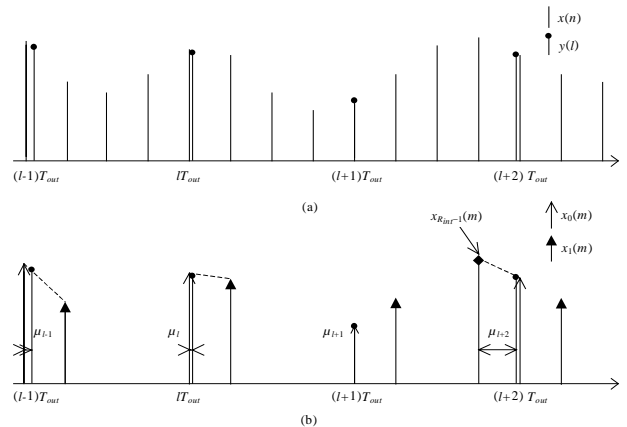 x(n)
y(l)
(l-1)T_out lT_out (l+1)T_out (l+2) T_out
(a)
x_{R_int-1}(m)
x_0(m)
x_1(m)
μ_{l-1} μ_l μ_{l+1} μ_{l+2}
(l-1)T_out lT_out (l+1)T_out (l+2) T_out
(b)